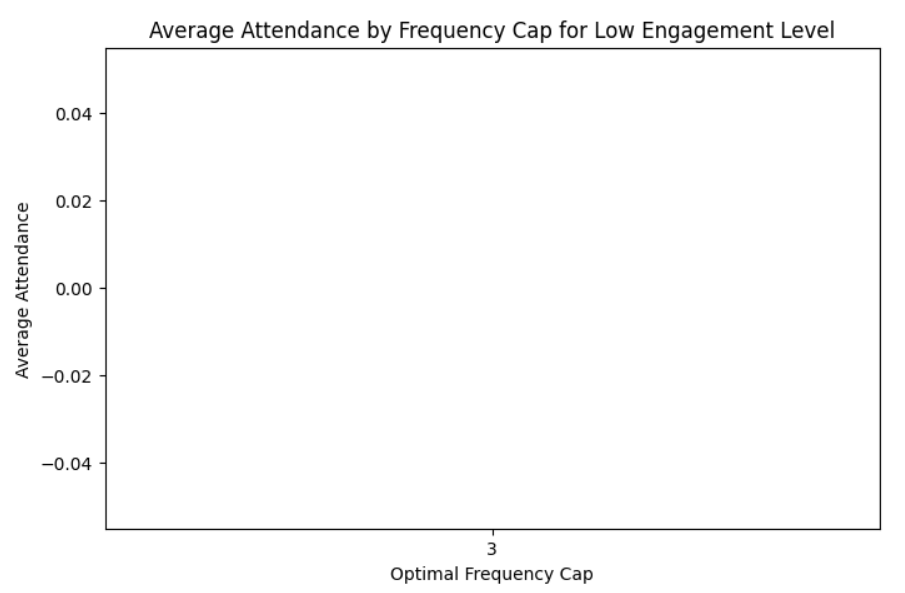 Average Attendance by Frequency Cap for Low Engagement Level
Average Attendance
0.04
0.02
0.00
−0.02
−0.04
3
Optimal Frequency Cap